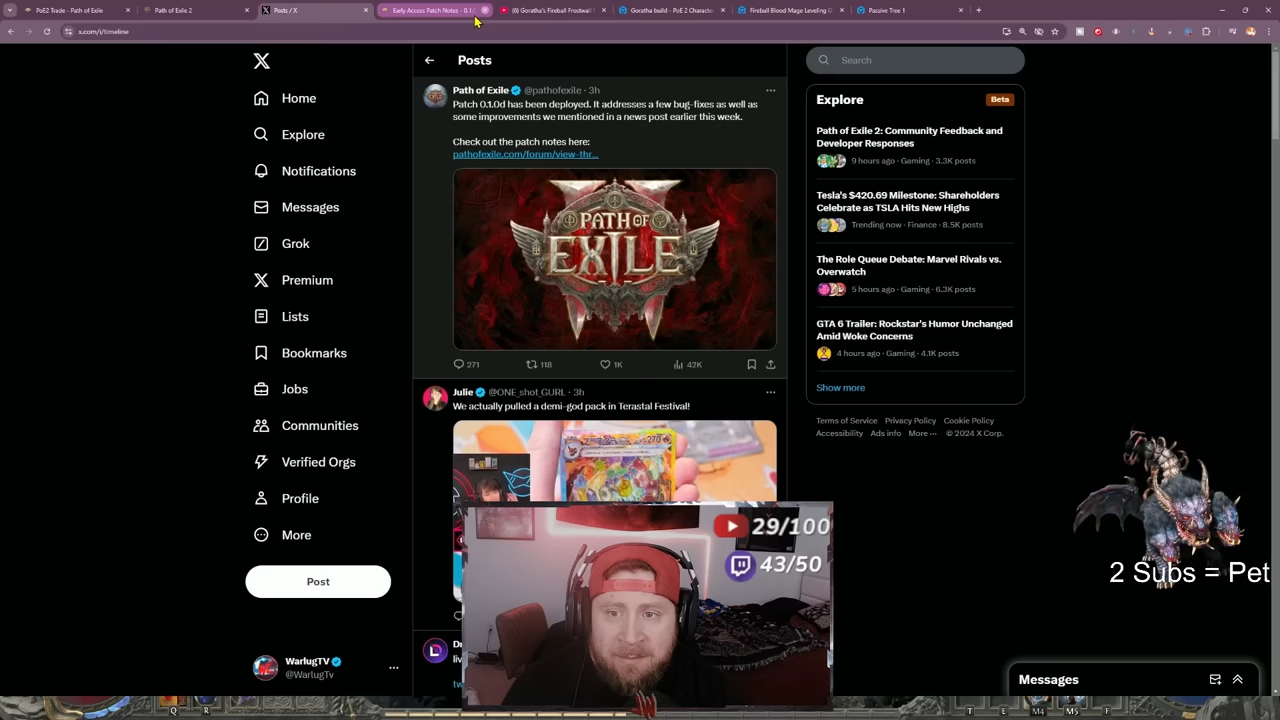 PoE2 Trade - Path of Exile
Path of Exile 2
Posts / X
Early Access Patch Notes - 0.1.0
(6) Goratha's Fireball Frostwall
Goratha build - PoE 2 Characte
Fireball Blood Mage Leveling E
Passive Tree 1
x.com/i/timeline
Home
Explore
Notifications
Messages
Grok
Premium
Lists
Bookmarks
Jobs
Communities
Verified Orgs
Profile
More
Post
WarlugTV
@WarlugTV
Posts
Path of Exile @pathofexile · 3h
Patch 0.1.0d has been deployed. It addresses a few bug-fixes as well as
some improvements we mentioned in a news post earlier this week.
Check out the patch notes here:
pathofexile.com/forum/view-thr...
PATH OF
EXILE
271
118
1K
42K
Julie @ONE_shot_GURL · 3h
We actually pulled a demi-god pack in Terastal Festival!
270
29/100
43/50
Search
Explore
Beta
Path of Exile 2: Community Feedback and
Developer Responses
9 hours ago · Gaming · 3.3K posts
Tesla's $420.69 Milestone: Shareholders
Celebrate as TSLA Hits New Highs
Trending now · Finance · 8.5K posts
The Role Queue Debate: Marvel Rivals vs.
Overwatch
5 hours ago · Gaming · 6.3K posts
GTA 6 Trailer: Rockstar's Humor Unchanged
Amid Woke Concerns
4 hours ago · Gaming · 4.1K posts
Show more
Terms of Service Privacy Policy Cookie Policy
Accessibility Ads info More ··· © 2024 X Corp.
2 Subs = Pet
Messages
Q
R
T
E
M4
M5
F